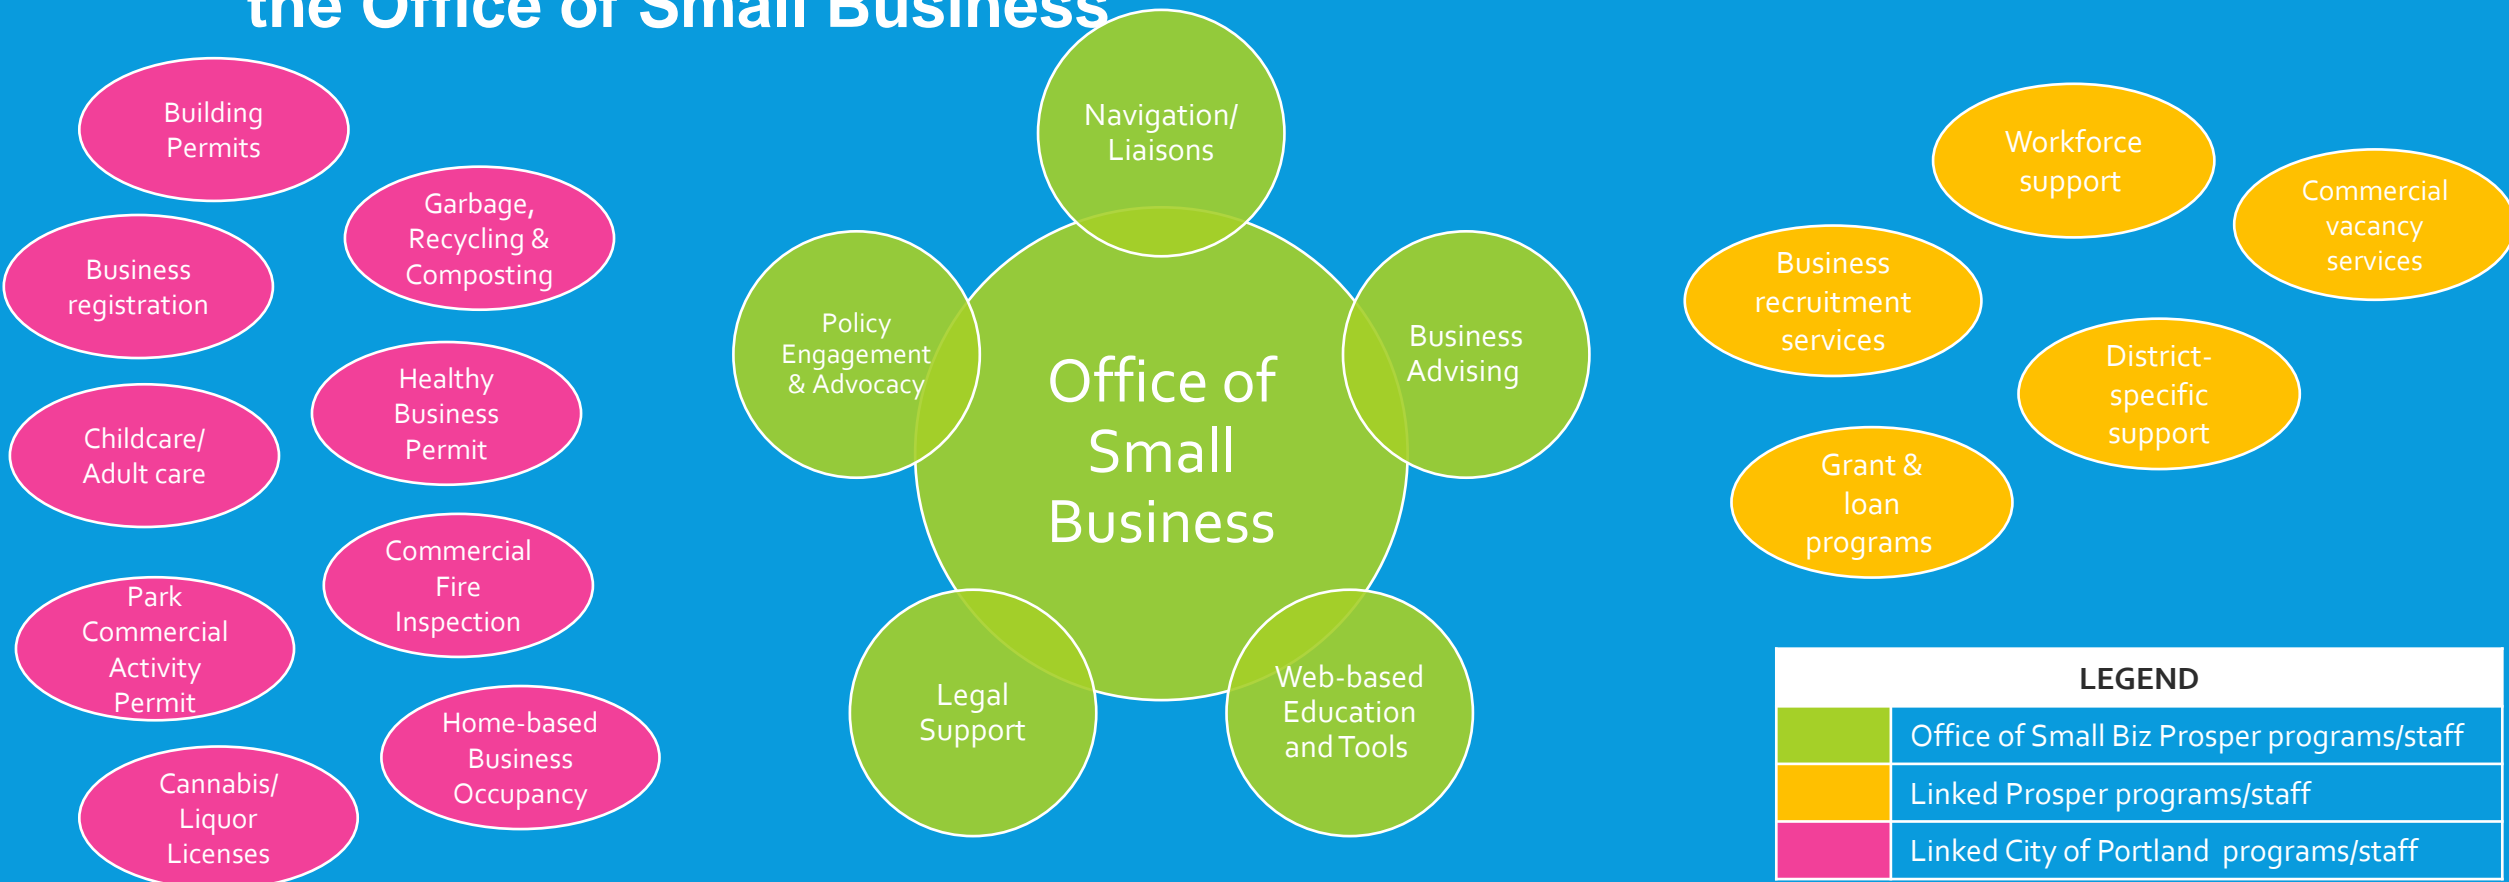 the Office of Small Business
Building
Permits
Garbage,
Recycling &
Composting
Business
registration
Healthy
Business
Permit
Childcare/
Adult care
Commercial
Fire
Inspection
Park
Commercial
Activity
Permit
Home-based
Business
Occupancy
Cannabis/
Liquor
Licenses
Navigation/
Liaisons
Policy
Engagement
& Advocacy
Business
Advising
Office of
Small
Business
Legal
Support
Web-based
Education
and Tools
Workforce
support
Commercial
vacancy
services
Business
recruitment
services
District-
specific
support
Grant &
loan
programs
LEGEND
Office of Small Biz Prosper programs/staff
Linked Prosper programs/staff
Linked City of Portland programs/staff